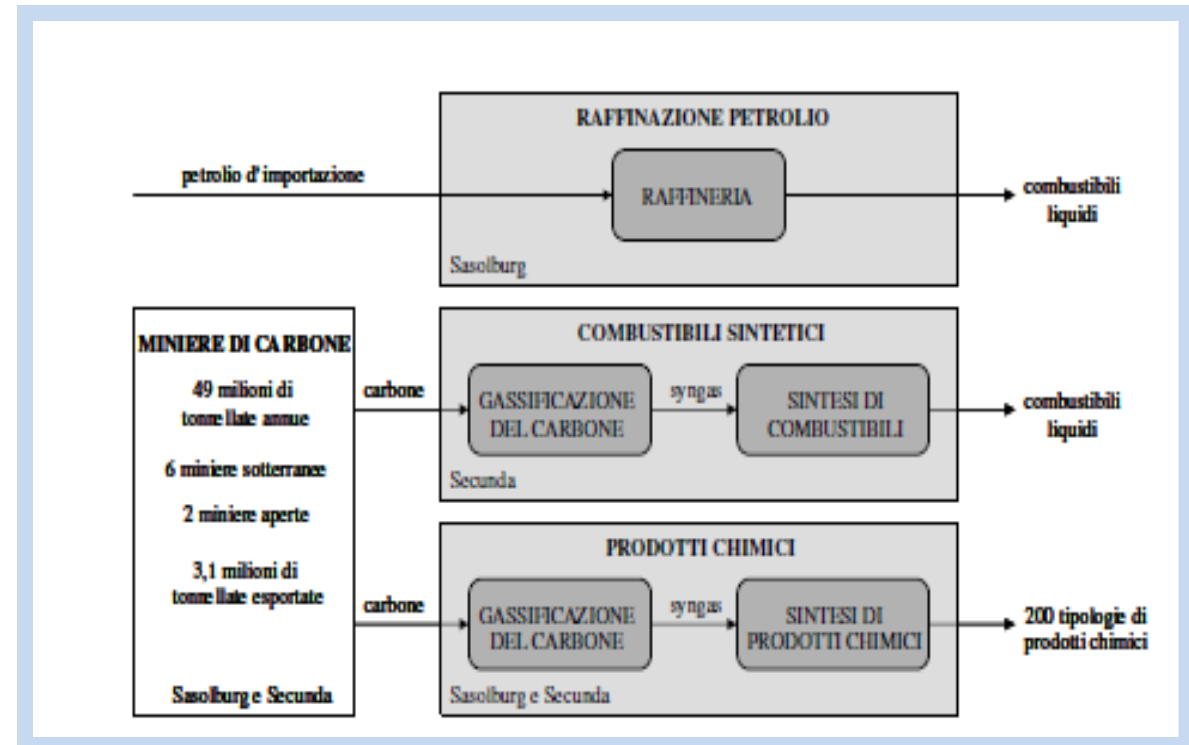 RAFFINAZIONE PETROLIO
petrolio d'importazione
RAFFINERIA
combustibili
liquidi
Sasolburg
MINIERE DI CARBONE
49 milioni di
tonnellate annue
6 miniere sotterranee
2 miniere aperte
3,1 milioni di
tonnellate esportate
Sasolburg e Secunda
COMBUSTIBILI SINTETICI
carbone
GASSIFICAZIONE
DEL CARBONE
syngas
SINTESI DI
COMBUSTIBILI
combustibili
liquidi
Secunda
PRODOTTI CHIMICI
carbone
GASSIFICAZIONE
DEL CARBONE
syngas
SINTESI DI
PRODOTTI CHIMICI
200 tipologie di
prodotti chimici
Sasolburg e Secunda